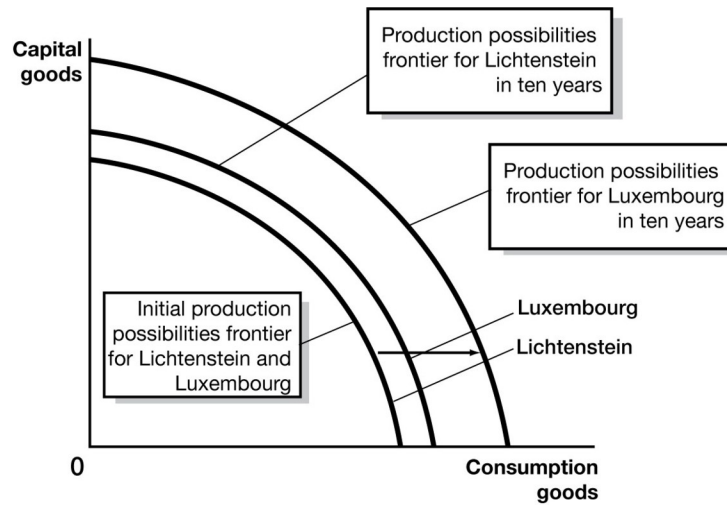 Capital
goods
Production possibilities
frontier for Lichtenstein
in ten years
Production possibilities
frontier for Luxembourg
in ten years
Initial production
possibilities frontier
for Lichtenstein and
Luxembourg
Luxembourg
Lichtenstein
0
Consumption
goods